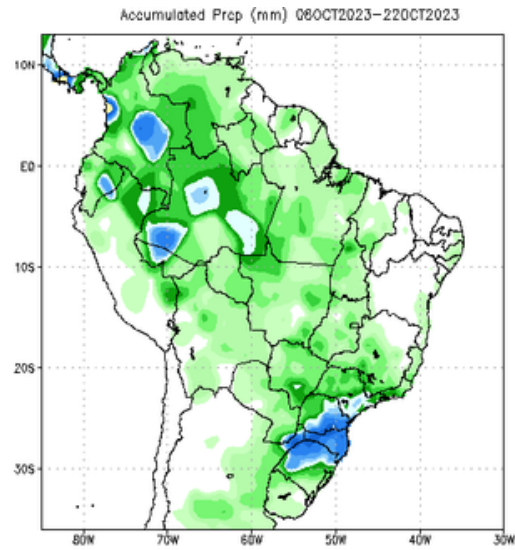 Accumulated Prcp (mm) 06OCT2023-22OCT2023
10N
EQ
10S
20S
30S
80W 70W 60W 50W 40W 30W